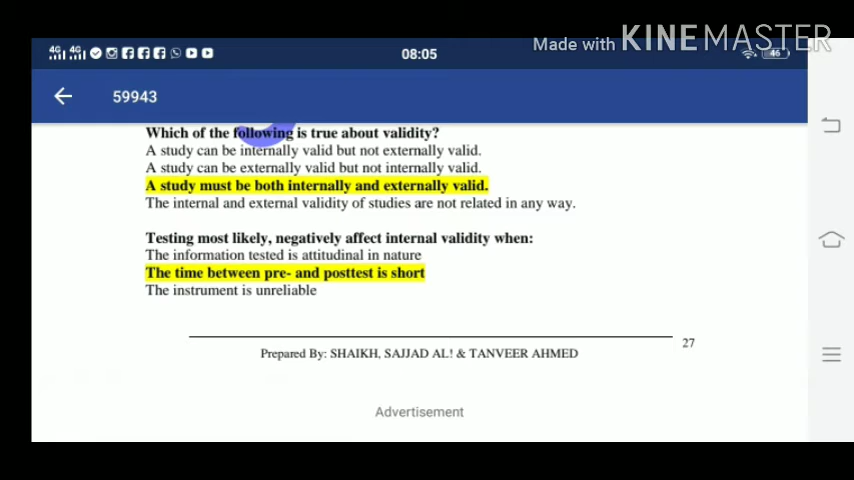 Made with KINEMASTER
4G 4G 08:05 46
59943
Which of the following is true about validity?
A study can be internally valid but not externally valid.
A study can be externally valid but not internally valid.
A study must be both internally and externally valid.
The internal and external validity of studies are not related in any way.
Testing most likely, negatively affect internal validity when:
The information tested is attitudinal in nature
The time between pre- and posttest is short
The instrument is unreliable
27
Prepared By: SHAIKH, SAJJAD AL! & TANVEER AHMED
Advertisement